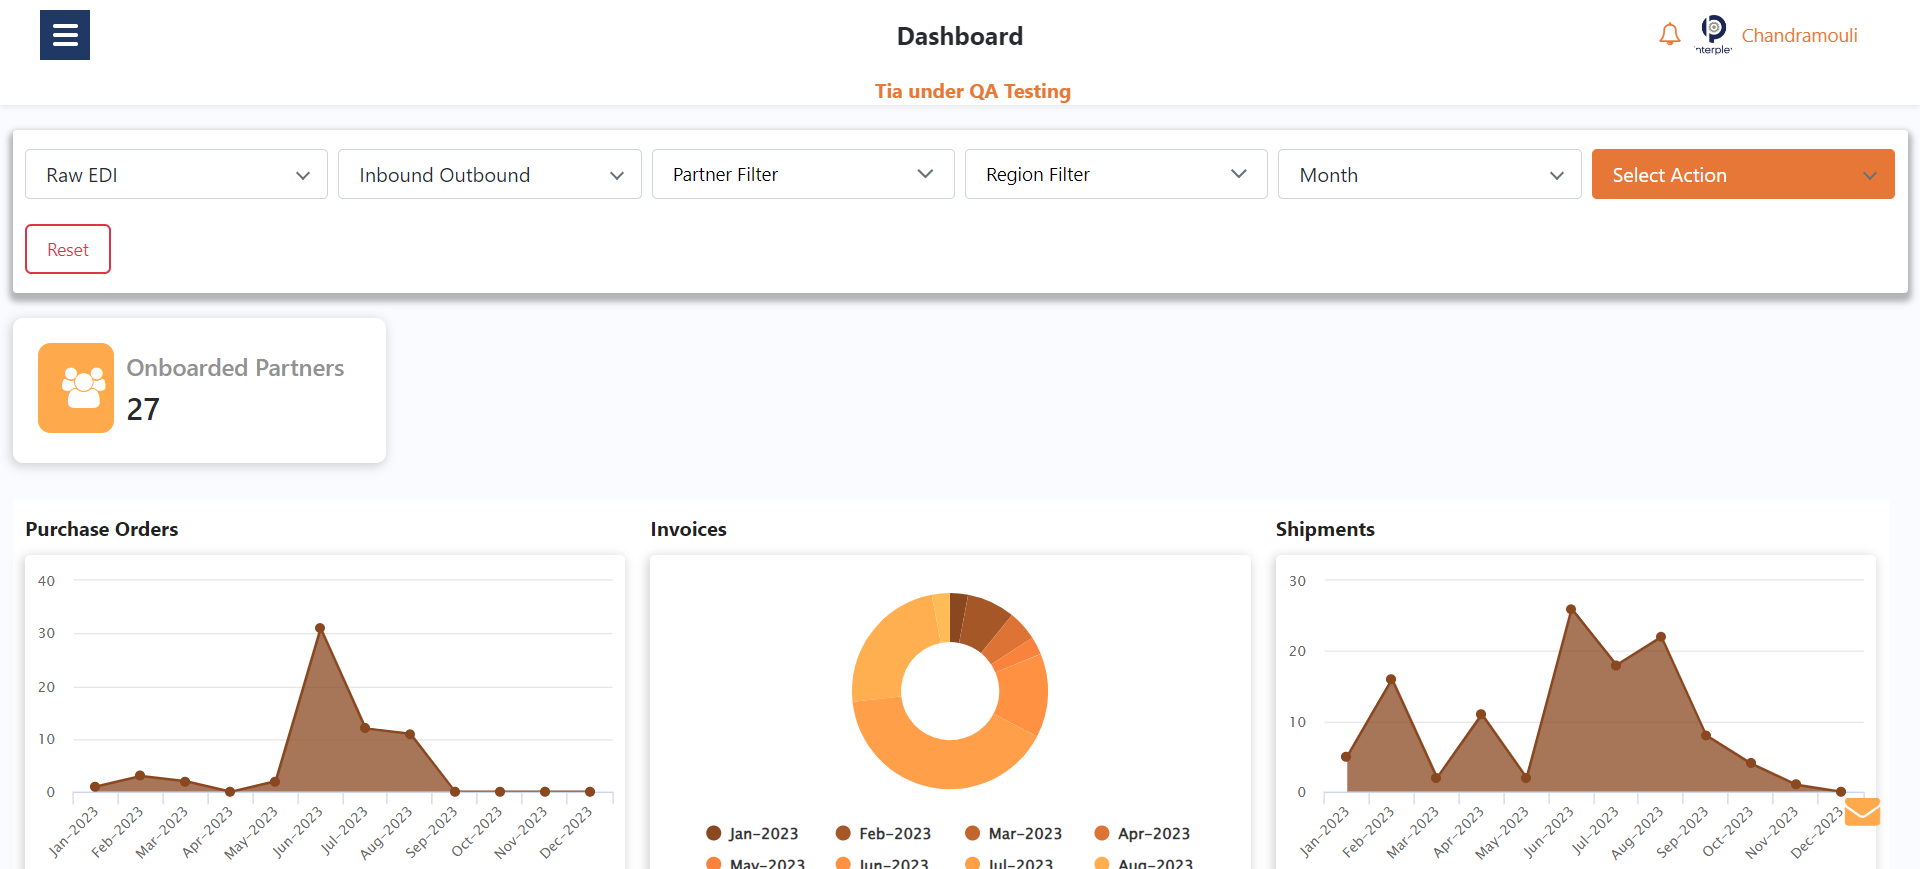 Dashboard
Chandramouli
Tia under QA Testing
Raw EDI
Inbound Outbound
Partner Filter
Region Filter
Month
Select Action
Reset
Onboarded Partners
27
Purchase Orders
40
30
20
10
0
Jan-2023
Feb-2023
Mar-2023
Apr-2023
May-2023
Jun-2023
Jul-2023
Aug-2023
Sep-2023
Oct-2023
Nov-2023
Dec-2023
Invoices
Jan-2023 Feb-2023 Mar-2023 Apr-2023
May-2023 Jun-2023 Jul-2023 Aug-2023
Shipments
30
20
10
0
Jan-2023
Feb-2023
Mar-2023
Apr-2023
May-2023
Jun-2023
Jul-2023
Aug-2023
Sep-2023
Oct-2023
Nov-2023
Dec-2023